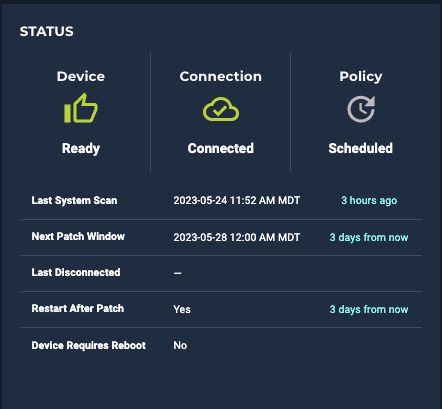 STATUS
Device
Connection
Policy
Ready
Connected
Scheduled
Last System Scan 2023-05-24 11:52 AM MDT 3 hours ago
Next Patch Window 2023-05-28 12:00 AM MDT 3 days from now
Last Disconnected —
Restart After Patch Yes 3 days from now
Device Requires Reboot No